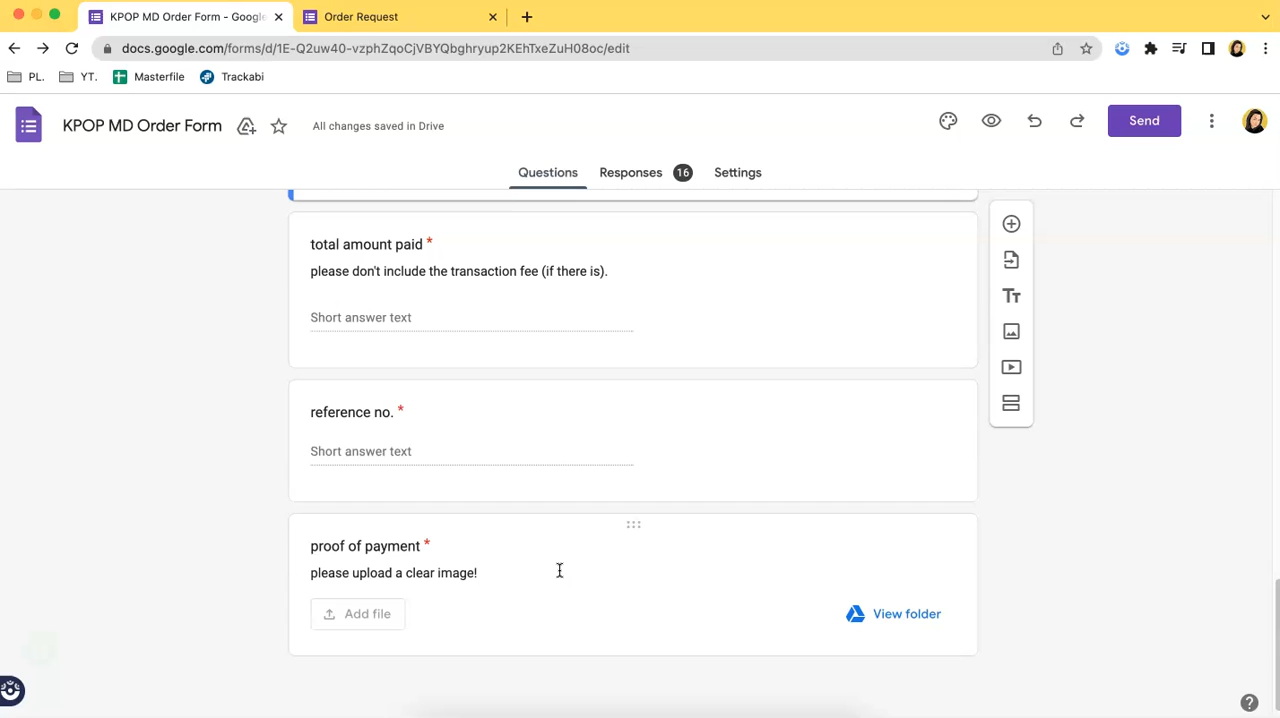 KPOP MD Order Form - Google
Order Request
docs.google.com/forms/d/1E-Q2uw40-vzphZqoCjVBYQbghryup2KEhTxeZuH08oc/edit
PL. YT. Masterfile Trackabi
KPOP MD Order Form
All changes saved in Drive
Send
Questions Responses 16 Settings
total amount paid *
please don't include the transaction fee (if there is).
Short answer text
reference no. *
Short answer text
proof of payment *
please upload a clear image!
Add file
View folder